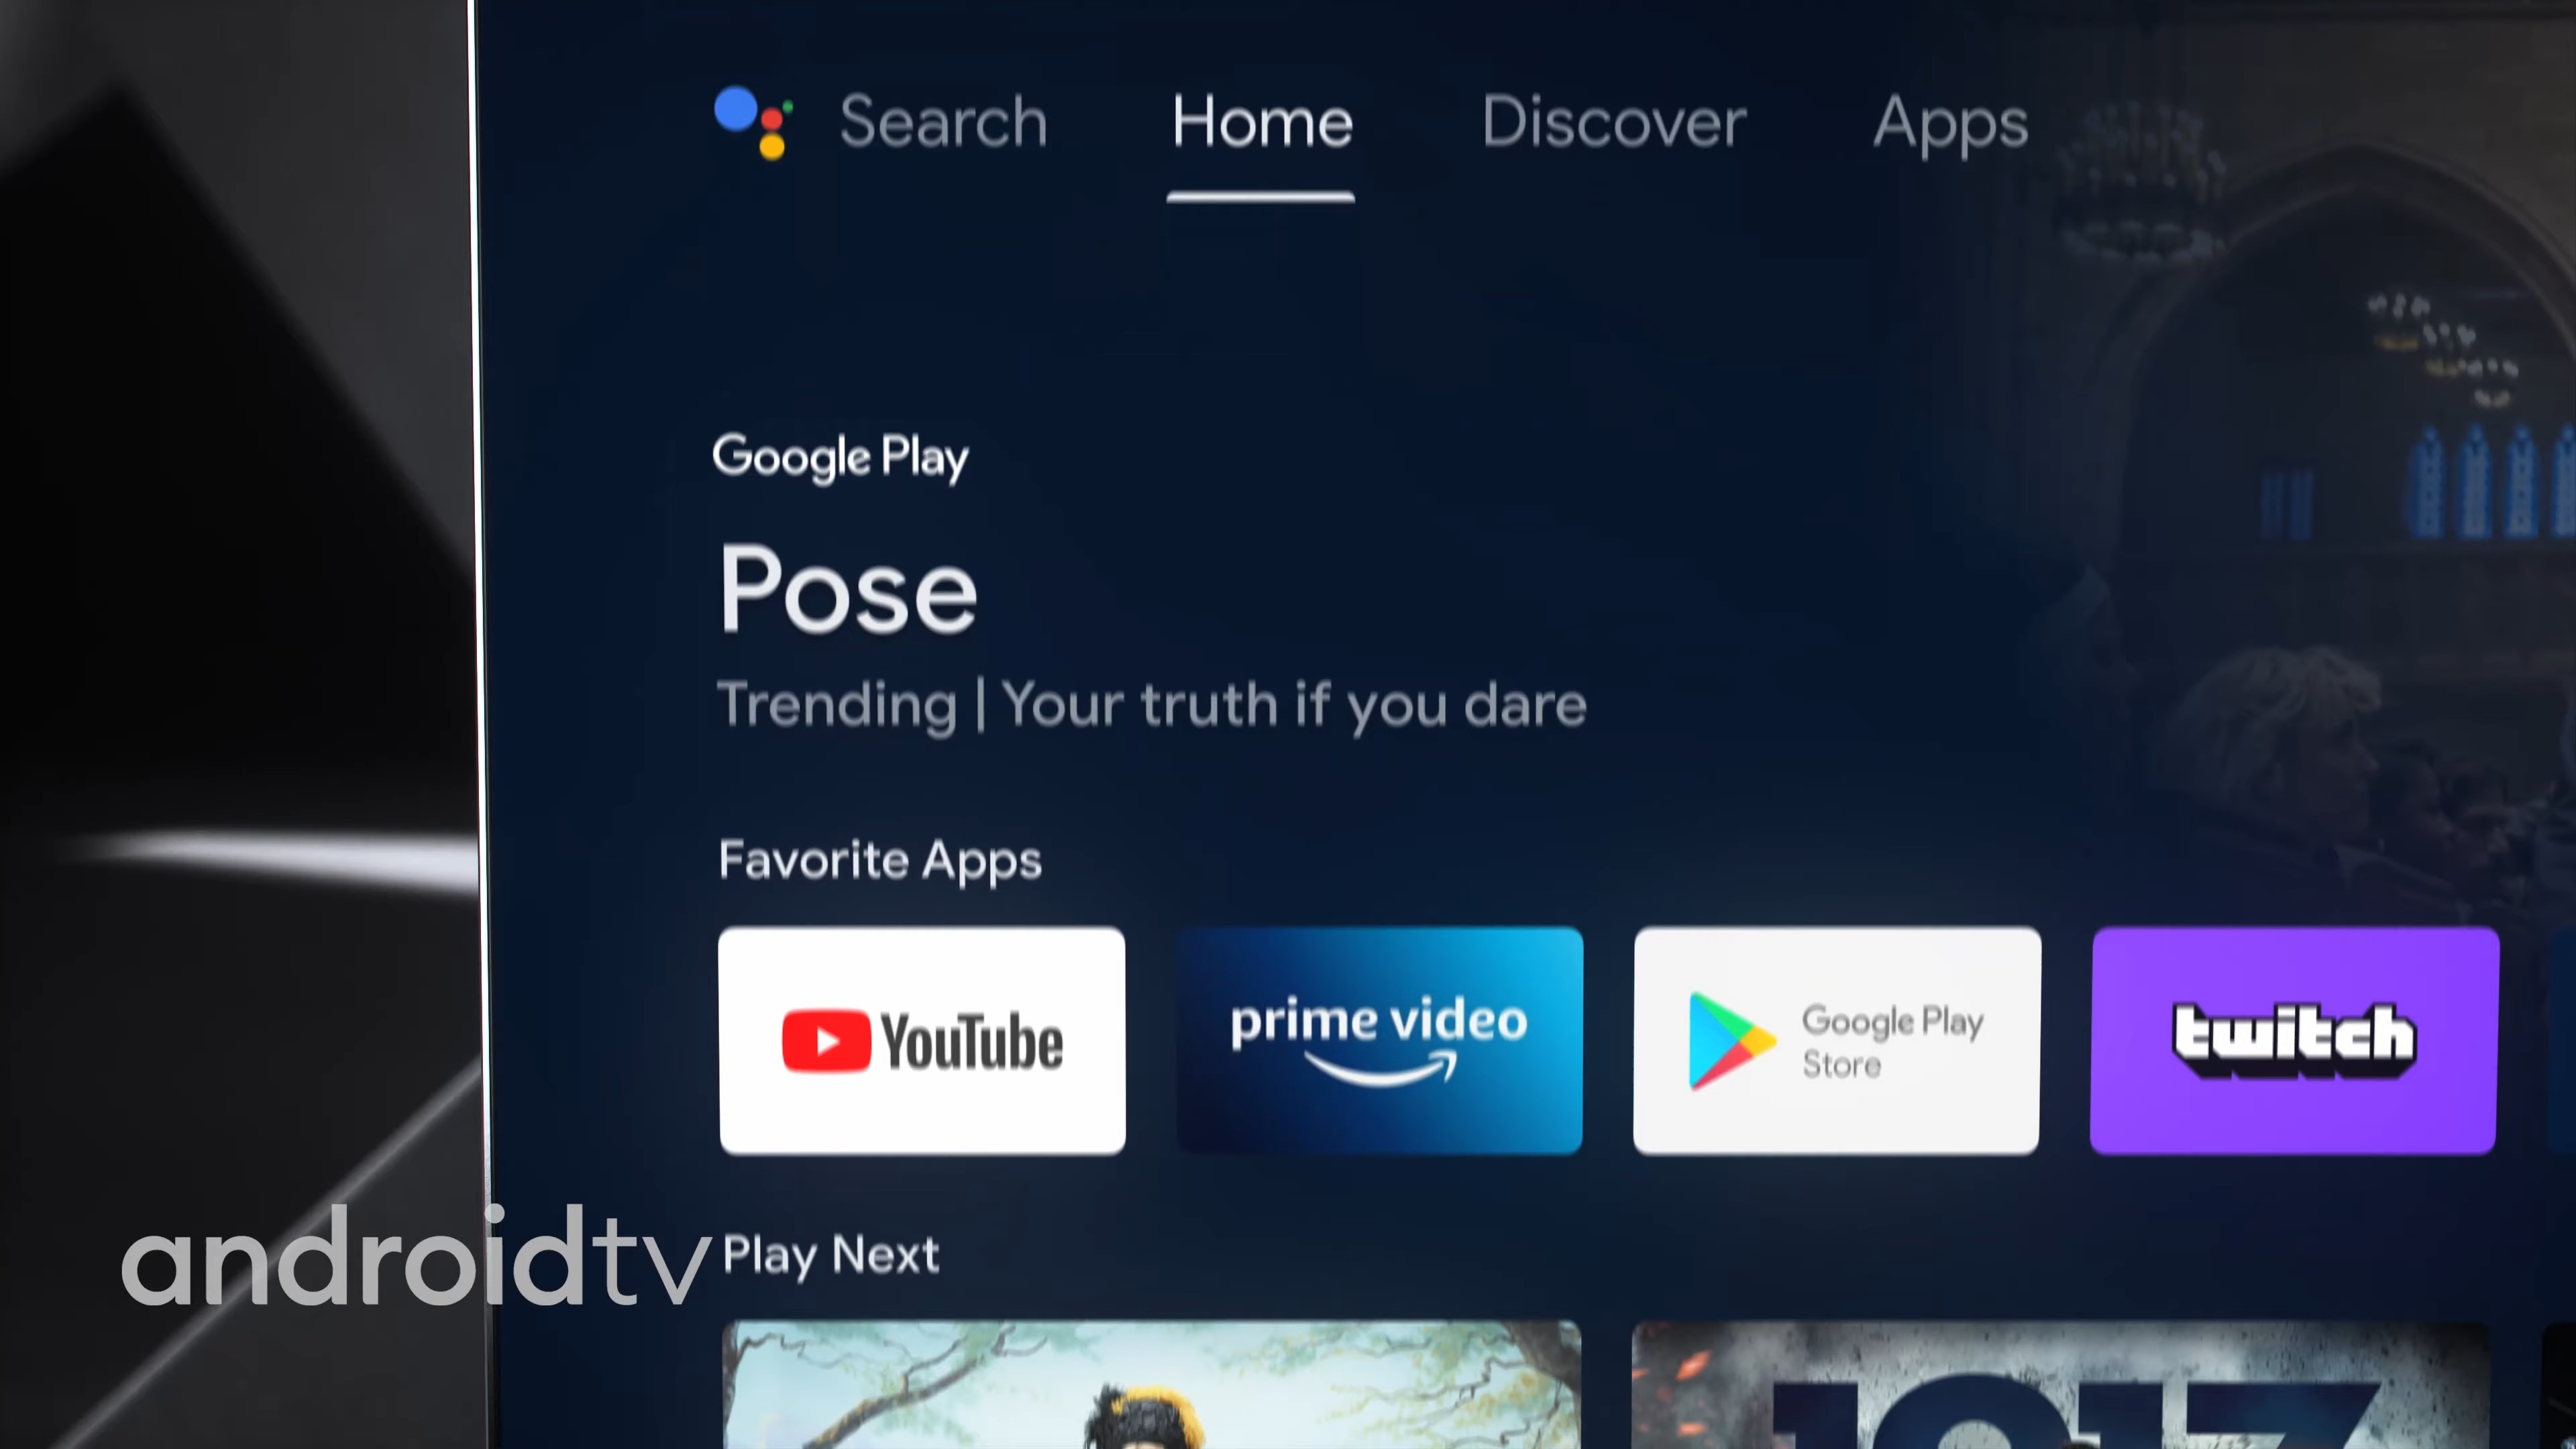 Search Home Discover Apps
Google Play
Pose
Trending | Your truth if you dare
Favorite Apps
YouTube
prime video
Google Play
Store
twitch
androidtv
Play Next